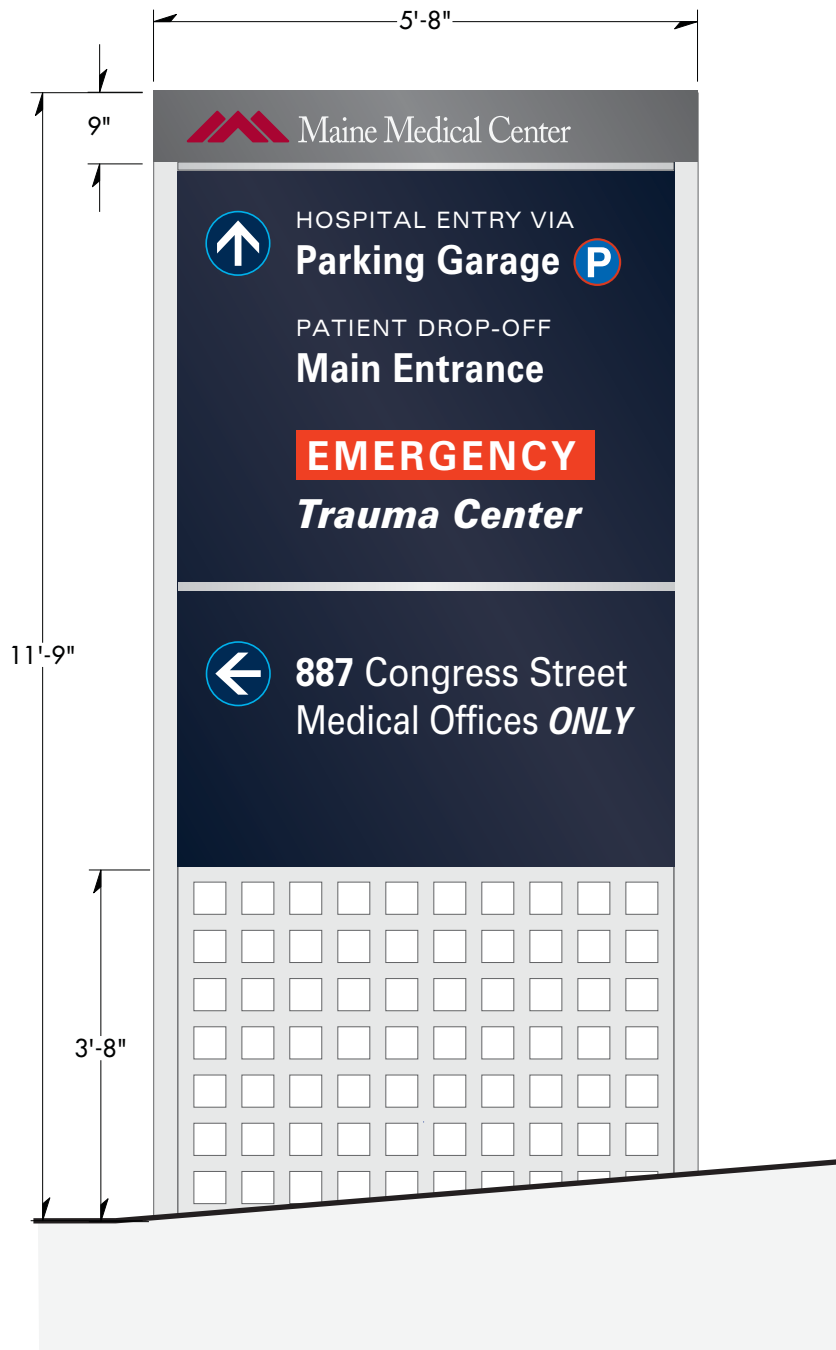 5'-8"
9"
Maine Medical Center
HOSPITAL ENTRY VIA
Parking Garage P
PATIENT DROP-OFF
Main Entrance
EMERGENCY
Trauma Center
11'-9"
887 Congress Street
Medical Offices ONLY
3'-8"